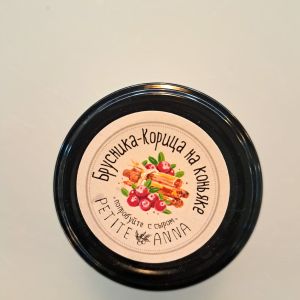 Брусника-Корица на коньяке
попробуйте с сыром
PETITE ANNA